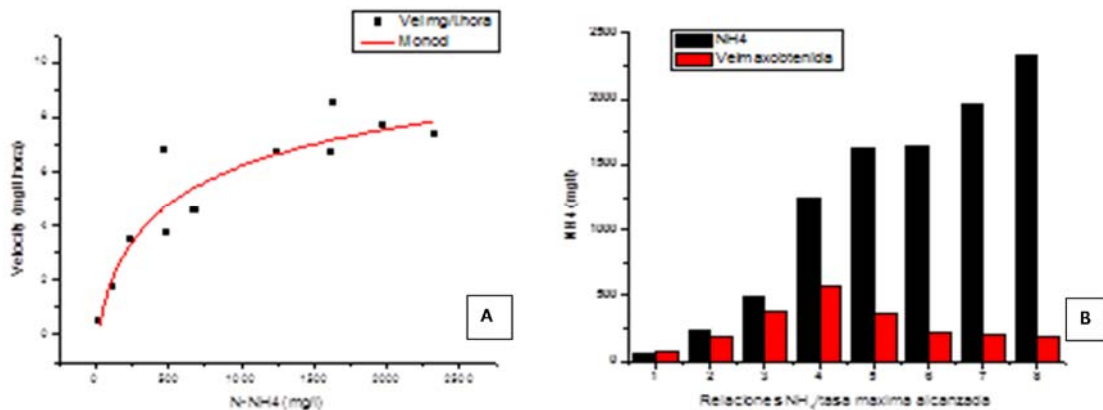 Vel mg/l.hora
Monod
Velocity (mg/l.hora)
10
8
6
4
2
0
0
500
1000
1500
2000
2500
N-NH4 (mg/l)
A
NH4
Velmaxobtenida
NH4 (mg/l)
2500
2000
1500
1000
500
0
1
2
3
4
5
6
7
8
Relaciones NH4/tasa maxima alcanzada
B